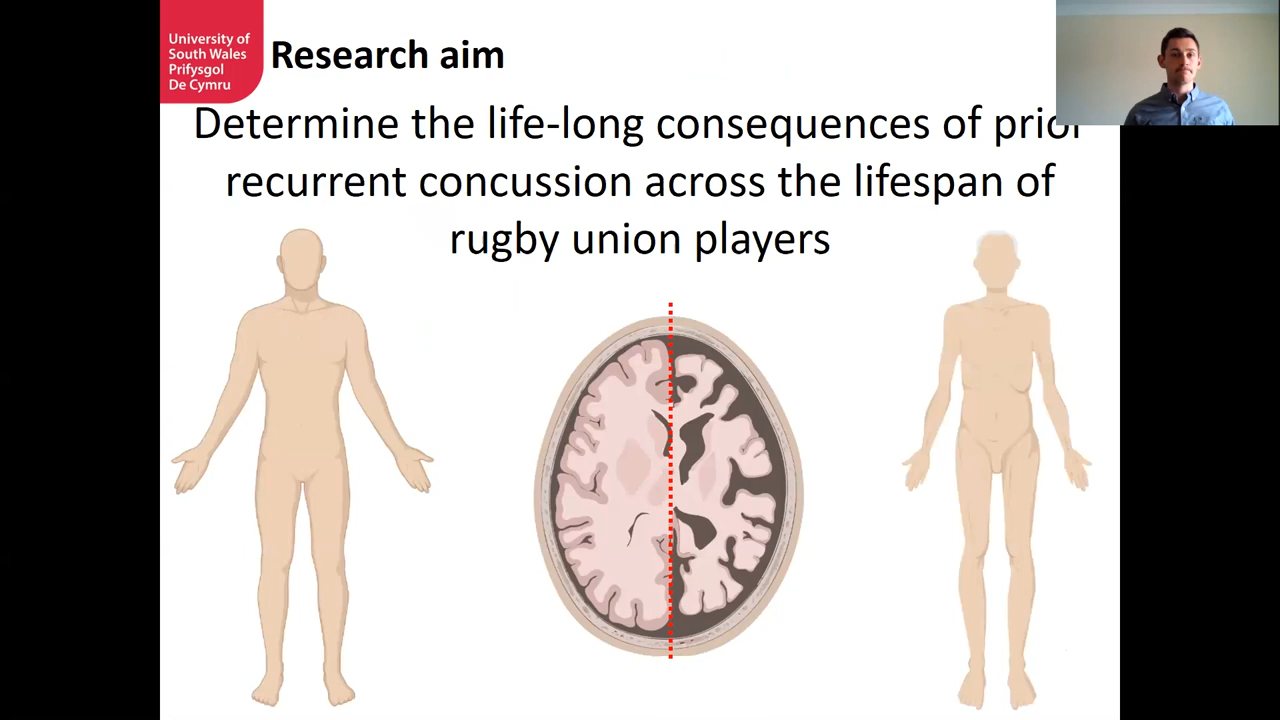 University of
South Wales
Prifysgol
De Cymru
Research aim
Determine the life-long consequences of prior
recurrent concussion across the lifespan of
rugby union players